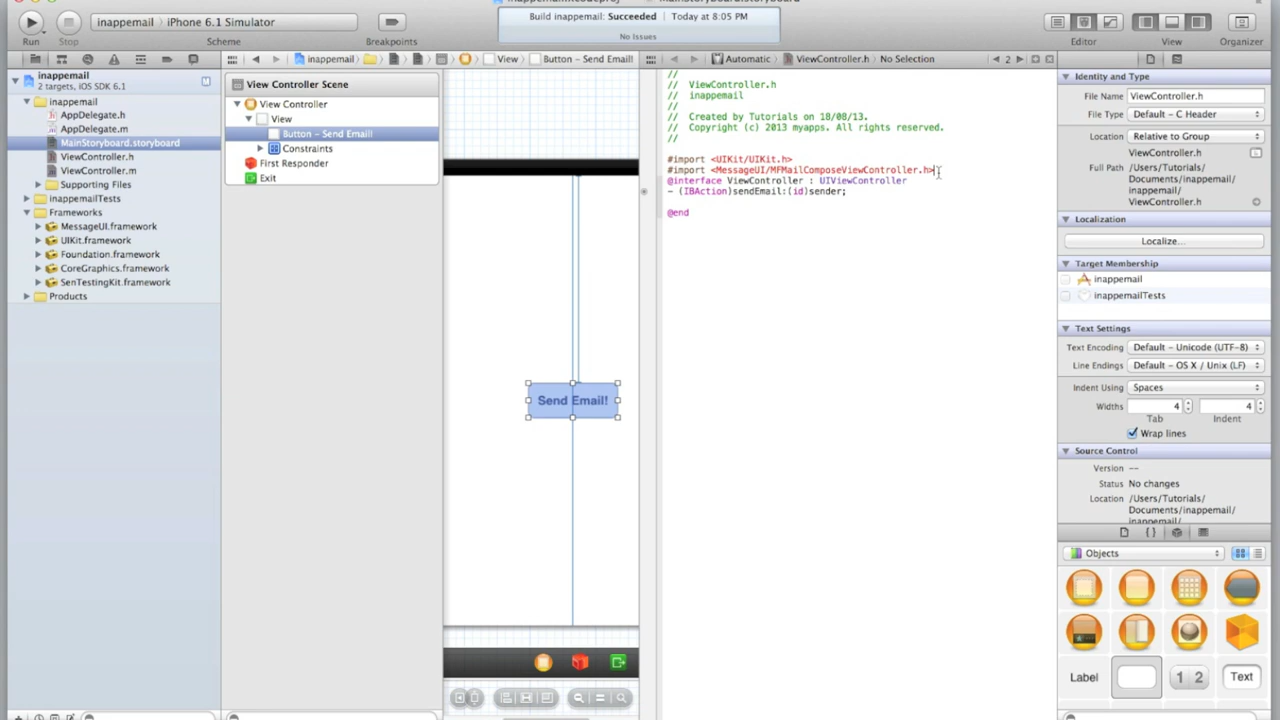 inappemail
iPhone 6.1 Simulator
Build inappemail: Succeeded
Today at 8:05 PM
No Issues
Run
Stop
Scheme
Breakpoints
Editor
View
Organizer
inappemail
2 targets, iOS SDK 6.1
inappemail
AppDelegate.h
AppDelegate.m
MainStoryboard.storyboard
ViewController.h
ViewController.m
Supporting Files
inappemailTests
Frameworks
MessageUI.framework
UIKit.framework
Foundation.framework
CoreGraphics.framework
SenTestingKit.framework
Products
inappemail
View
Button – Send Email!
View Controller Scene
View Controller
View
Button – Send Email!
Constraints
First Responder
Exit
Send Email!
Automatic
ViewController.h
No Selection
2
//
// ViewController.h
// inappemail
//
// Created by Tutorials on 18/08/13.
// Copyright (c) 2013 myapps. All rights reserved.
//
#import <UIKit/UIKit.h>
#import <MessageUI/MFMailComposeViewController.h>
@interface ViewController : UIViewController
- (IBAction)sendEmail:(id)sender;
@end
Identity and Type
File Name ViewController.h
File Type Default – C Header
Location Relative to Group
ViewController.h
Full Path /Users/Tutorials/
Documents/inappemail/
inappemail/
ViewController.h
Localization
Localize...
Target Membership
inappemail
inappemailTests
Text Settings
Text Encoding Default – Unicode (UTF-8)
Line Endings Default – OS X / Unix (LF)
Indent Using Spaces
Widths 4 4
Tab Indent
Wrap lines
Source Control
Version --
Status No changes
Location /Users/Tutorials/
Documents/inappemail/
inappemail/
Objects
Label
1 2
Text